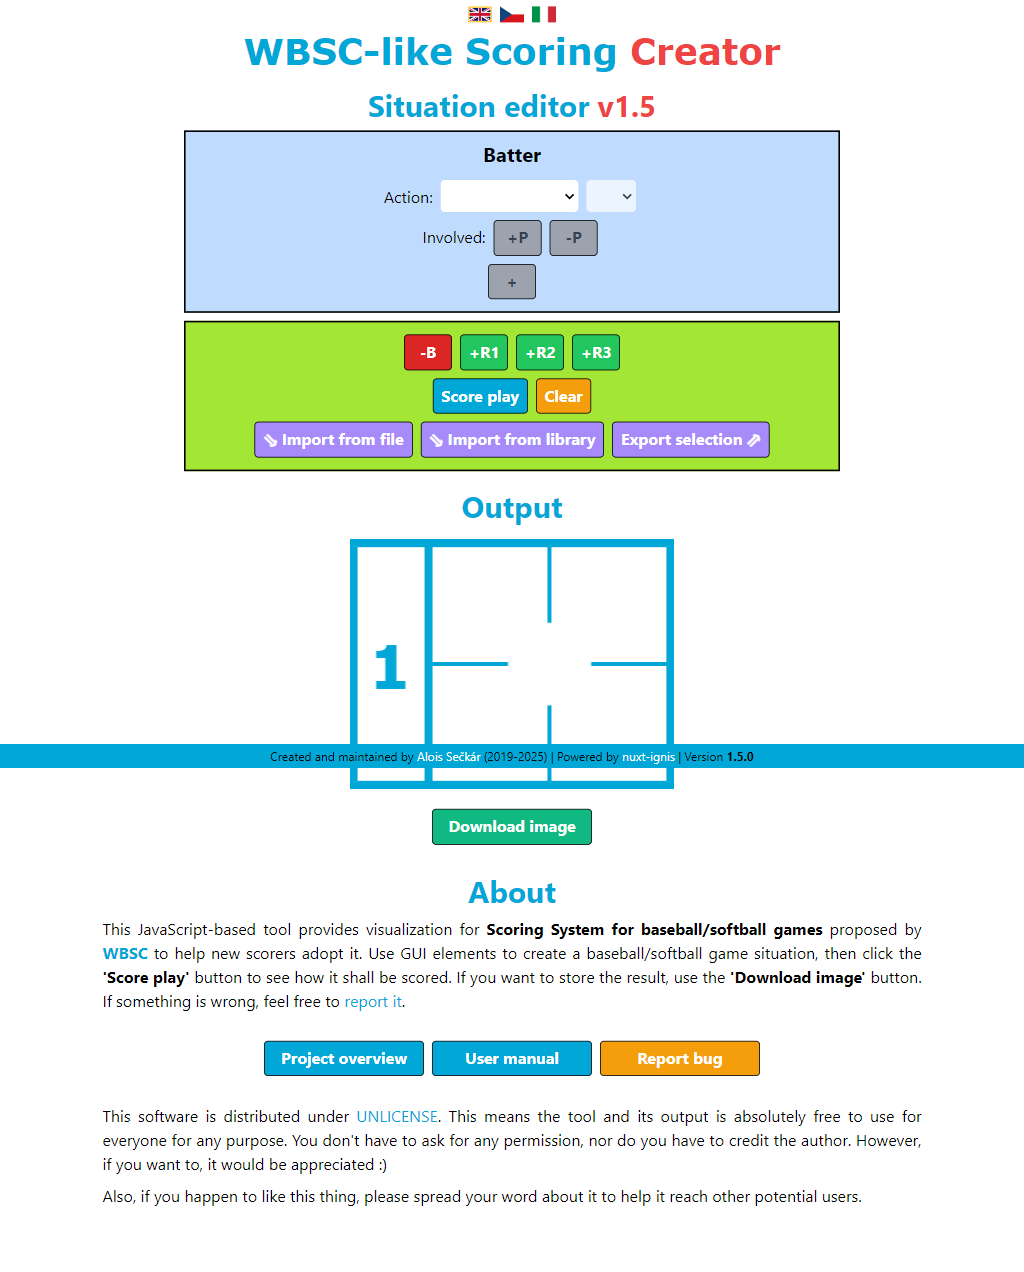 WBSC-like Scoring Creator
Situation editor v1.5
Batter
Action:
Involved: +P -P
+
-B +R1 +R2 +R3
Score play Clear
⇘ Import from file ⇘ Import from library Export selection ⇗
Output
1
Created and maintained by Alois Sečkár (2019-2025) | Powered by nuxt-ignis | Version 1.5.0
Download image
About
This JavaScript-based tool provides visualization for Scoring System for baseball/softball games proposed by
WBSC to help new scorers adopt it. Use GUI elements to create a baseball/softball game situation, then click the
'Score play' button to see how it shall be scored. If you want to store the result, use the 'Download image' button.
If something is wrong, feel free to report it.
Project overview User manual Report bug
This software is distributed under UNLICENSE. This means the tool and its output is absolutely free to use for
everyone for any purpose. You don't have to ask for any permission, nor do you have to credit the author. However,
if you want to, it would be appreciated :)
Also, if you happen to like this thing, please spread your word about it to help it reach other potential users.